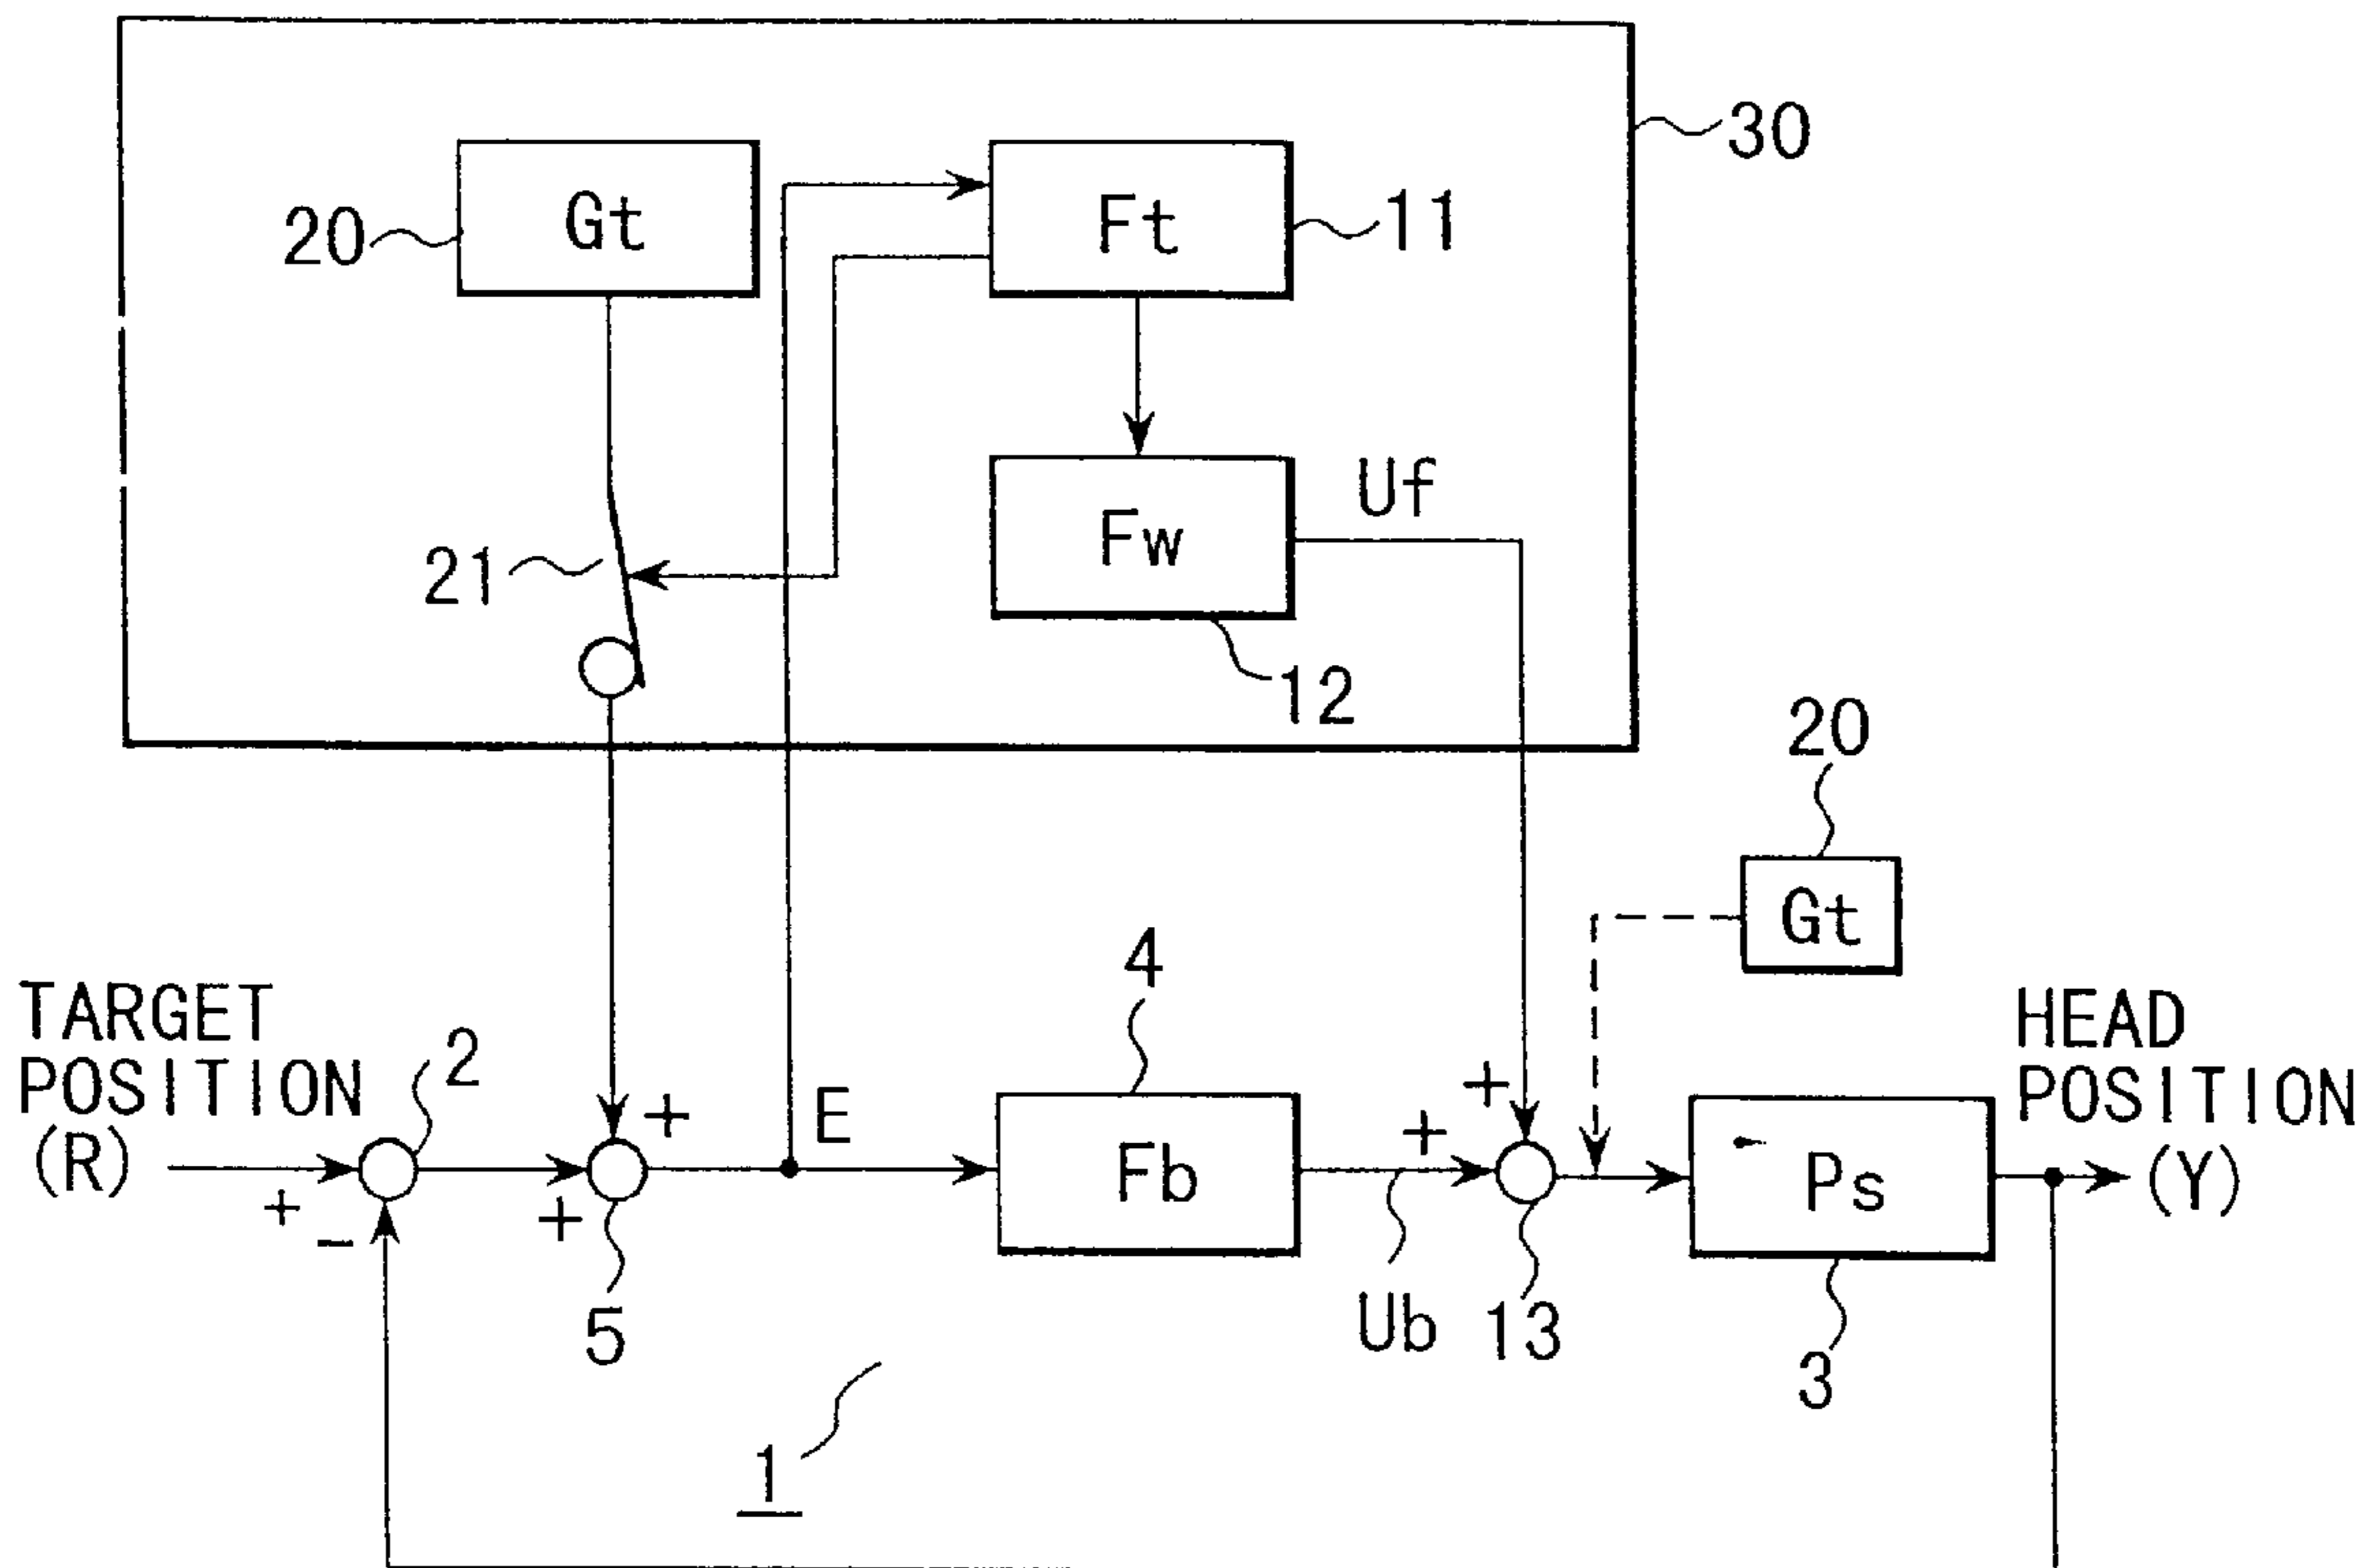 30
Gt
20
Ft
11
Uf
Fw
21
12
20
Gt
4
TARGET
POSITION
(R)
2
HEAD
POSITION
(Y)
+
+
E
+
+
Fb
Ps
+
-
+
5
Ub
13
3
1